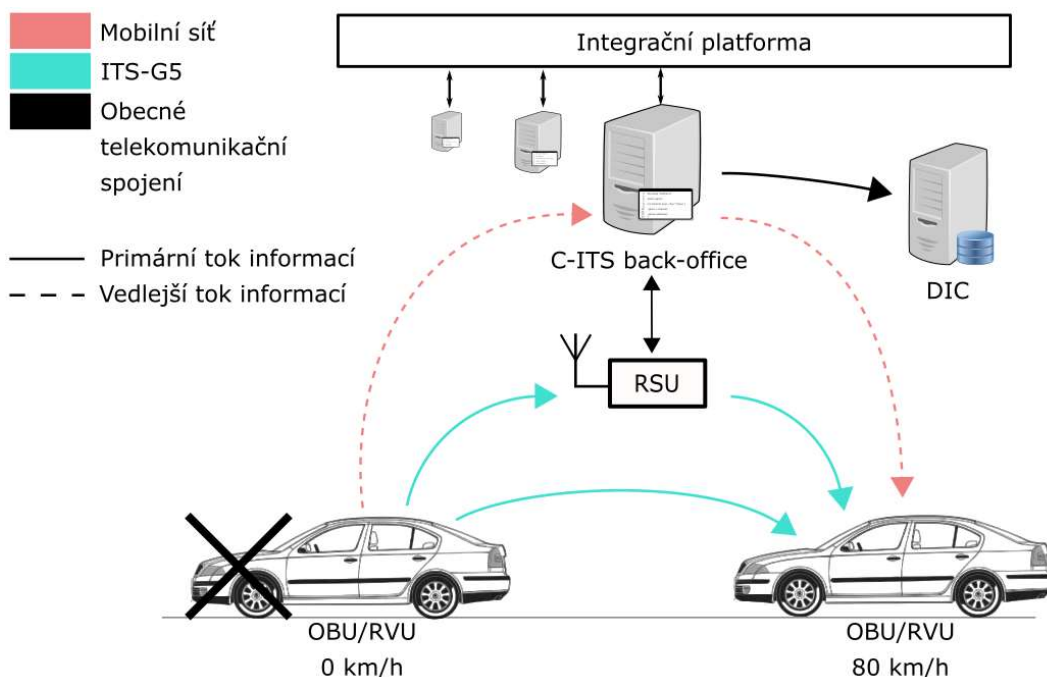 Mobilní síť
ITS-G5
Obecné
telekomunikační
spojení
Primární tok informací
Vedlejší tok informací
Integrační platforma
C-ITS back-office
DIC
RSU
OBU/RVU
0 km/h
OBU/RVU
80 km/h